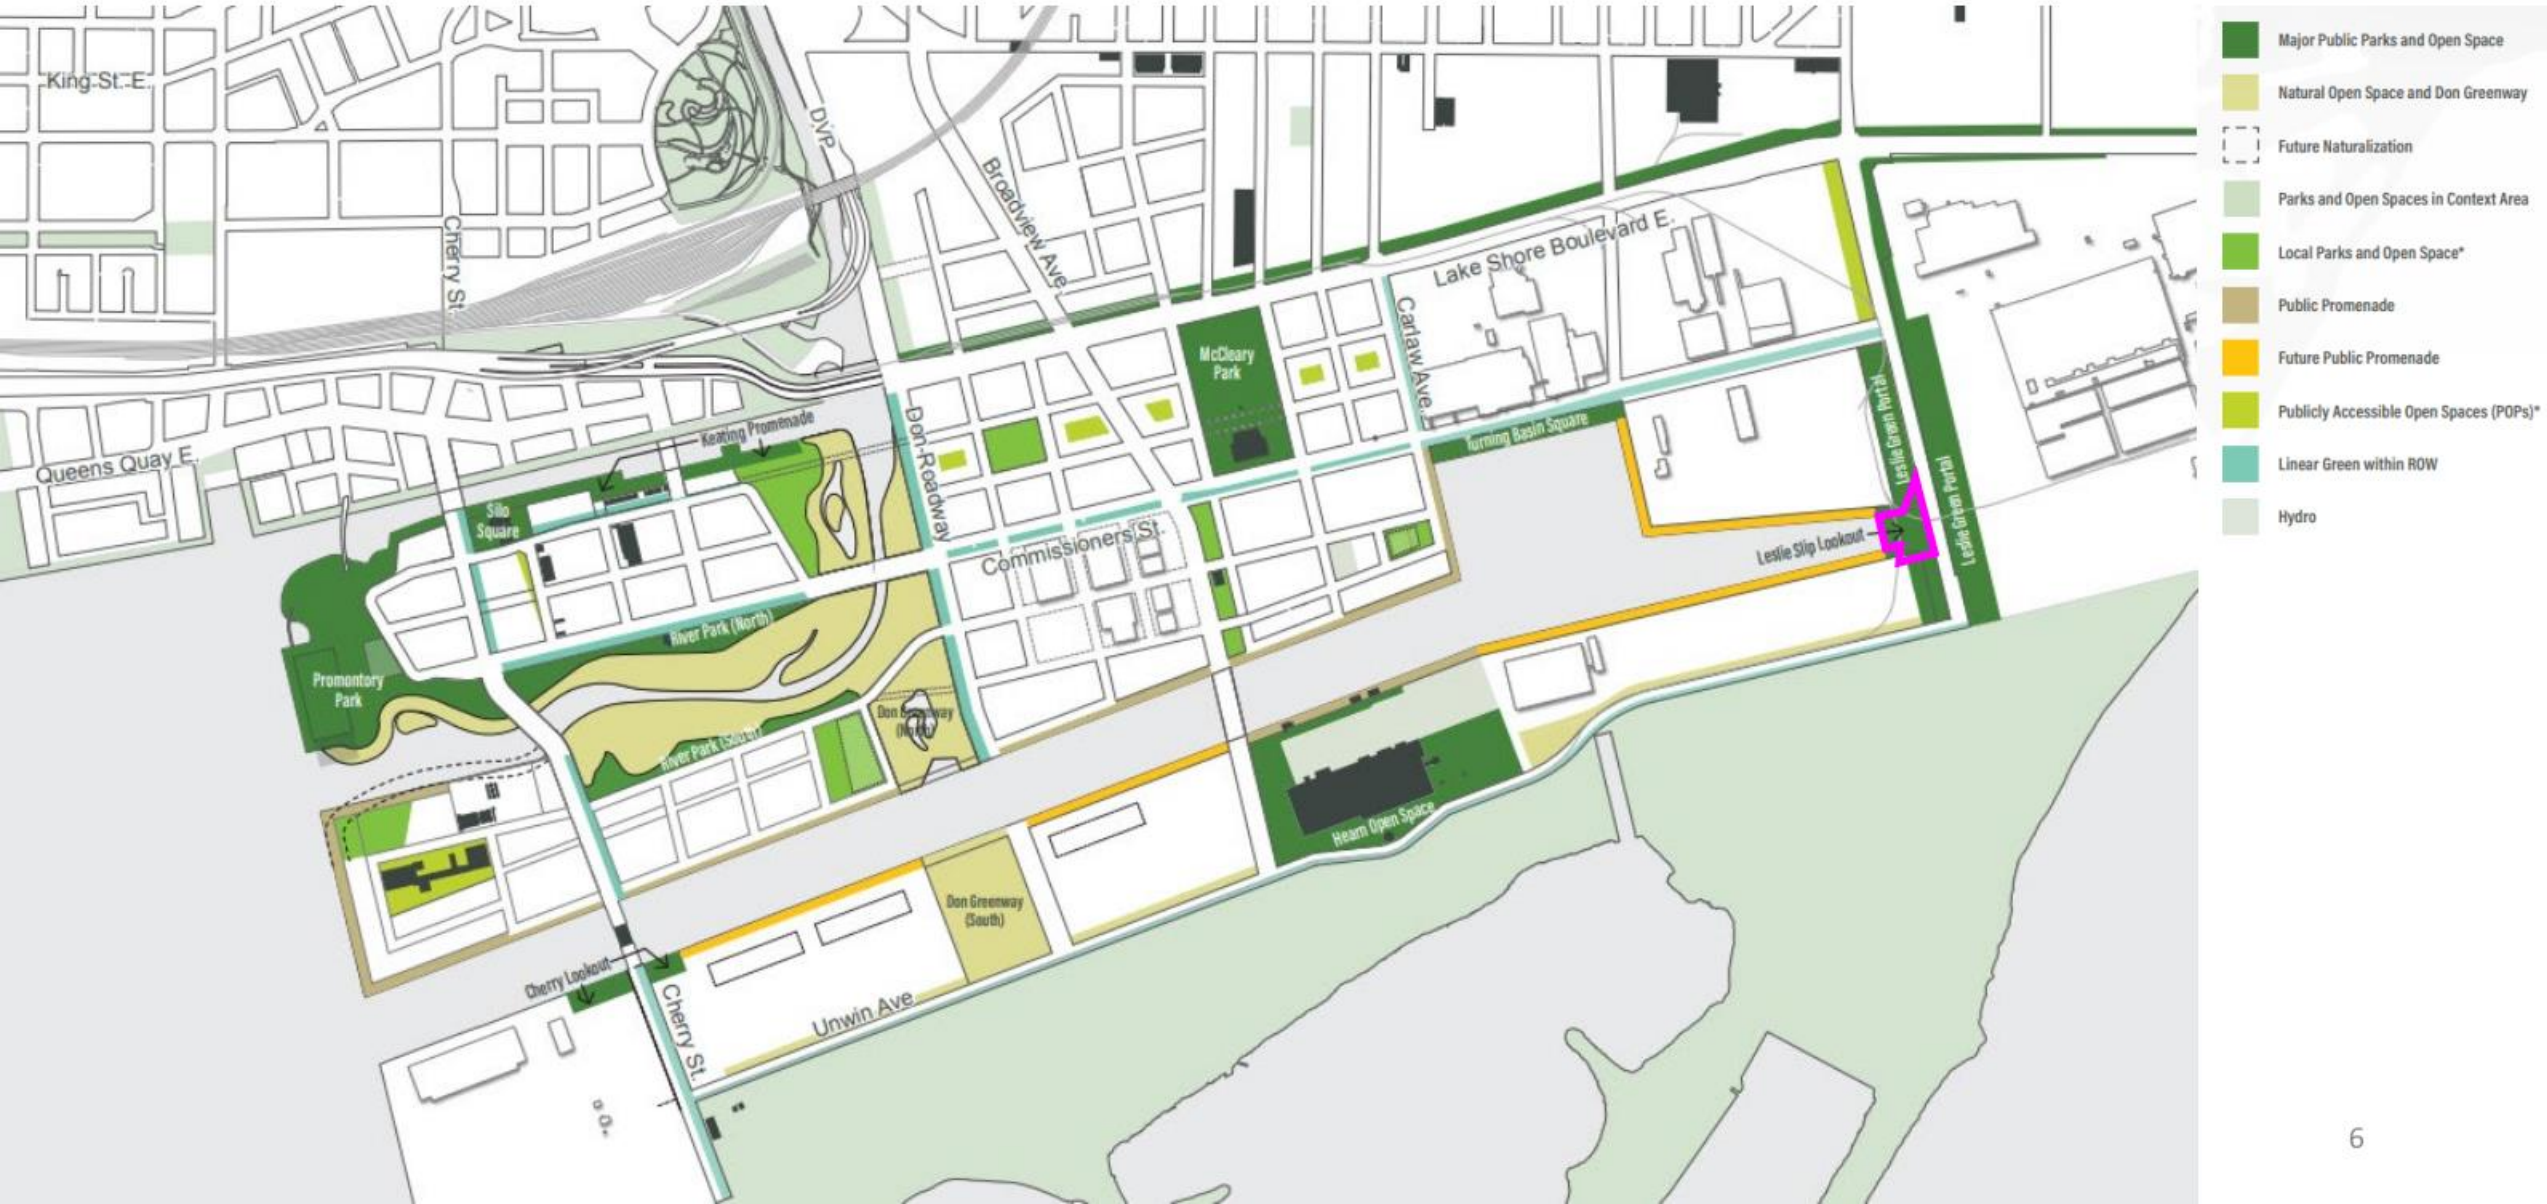 King St. E.
DVP
Broadview Ave.
Cherry St.
Lake Shore Boulevard E.
Carlaw Ave.
McCleary
Park
Keating Promenade
Don Roadway
Queens Quay E.
Turning Basin Square
Leslie Green Portal
Leslie Green Portal
Silo
Square
Commissioners St.
Leslie Slip Lookout
River Park (North)
Promontory
Park
Don Greenway
(North)
River Park (South)
Hearn Open Space
Don Greenway
(South)
Cherry Lookout
Cherry St.
Unwin Ave
Major Public Parks and Open Space
Natural Open Space and Don Greenway
Future Naturalization
Parks and Open Spaces in Context Area
Local Parks and Open Space*
Public Promenade
Future Public Promenade
Publicly Accessible Open Spaces (POPs)*
Linear Green within ROW
Hydro
6